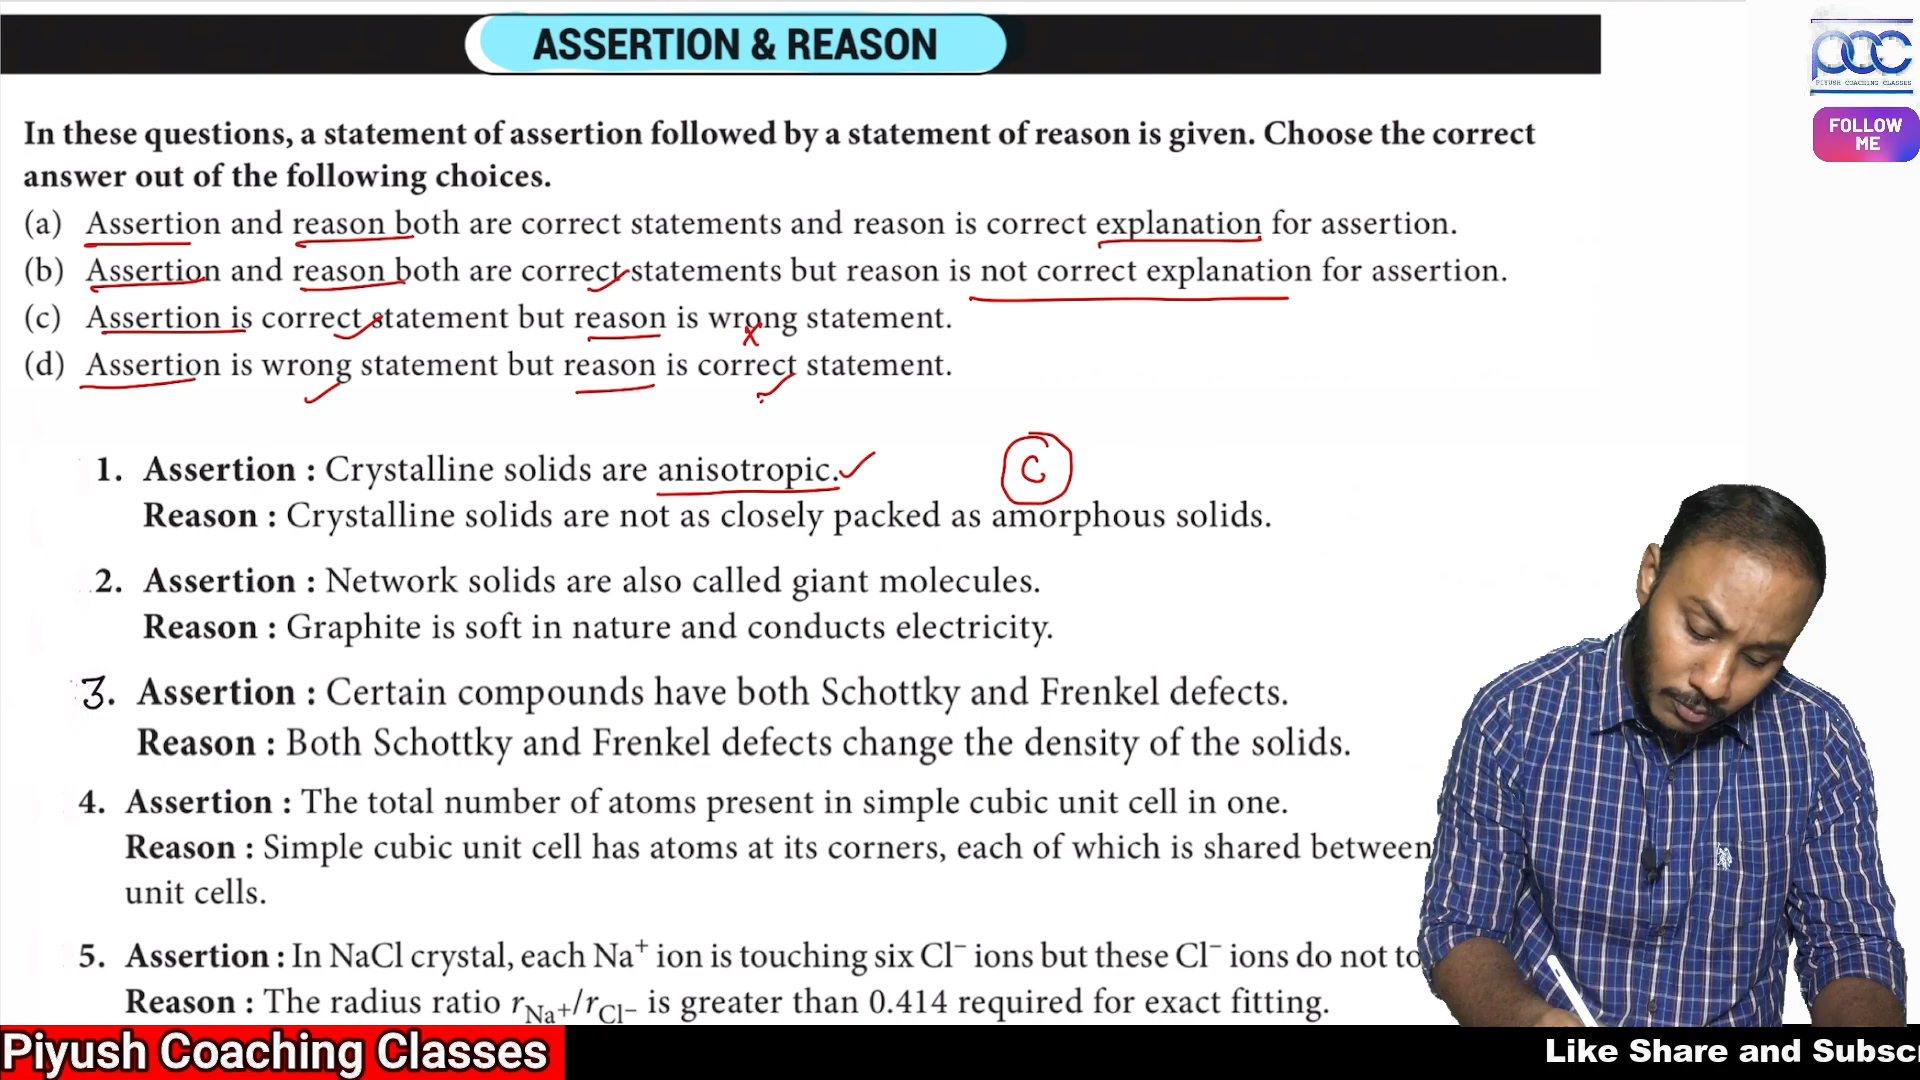 ASSERTION & REASON
PCC
PIYUSH COACHING CLASSES
FOLLOW
ME
In these questions, a statement of assertion followed by a statement of reason is given. Choose the correct
answer out of the following choices.
(a) Assertion and reason both are correct statements and reason is correct explanation for assertion.
(b) Assertion and reason both are correct statements but reason is not correct explanation for assertion.
(c) Assertion is correct statement but reason is wrong statement.
(d) Assertion is wrong statement but reason is correct statement.
1. Assertion : Crystalline solids are anisotropic. C
Reason : Crystalline solids are not as closely packed as amorphous solids.
2. Assertion : Network solids are also called giant molecules.
Reason : Graphite is soft in nature and conducts electricity.
3. Assertion : Certain compounds have both Schottky and Frenkel defects.
Reason : Both Schottky and Frenkel defects change the density of the solids.
4. Assertion : The total number of atoms present in simple cubic unit cell in one.
Reason : Simple cubic unit cell has atoms at its corners, each of which is shared between
unit cells.
5. Assertion : In NaCl crystal, each Na⁺ ion is touching six Cl⁻ ions but these Cl⁻ ions do not to
Reason : The radius ratio rNa⁺/rCl⁻ is greater than 0.414 required for exact fitting.
Piyush Coaching Classes
Like Share and Subsc